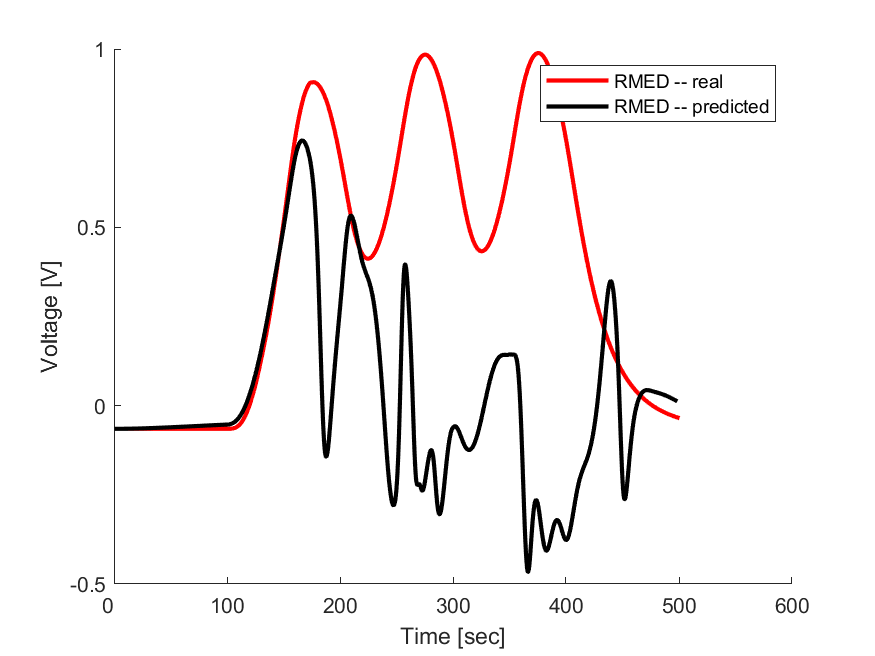 1
0.5
0
-0.5
0 100 200 300 400 500 600
Voltage [V]
Time [sec]
RMED -- real
RMED -- predicted